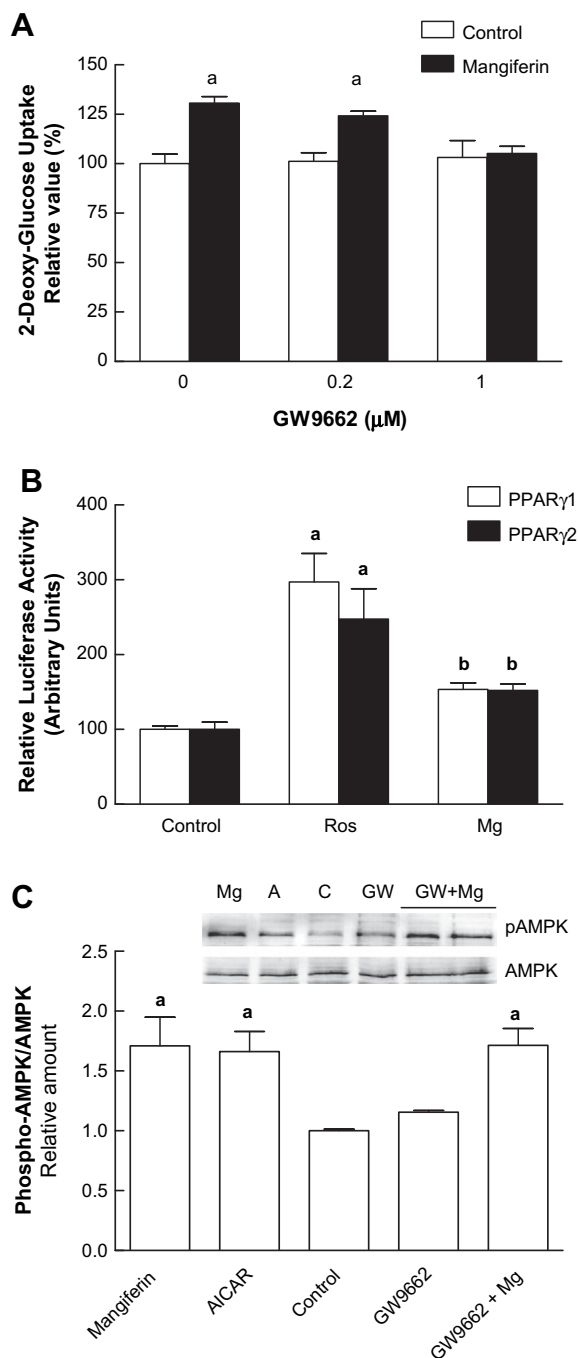 A
Control
Mangiferin
2-Deoxy-Glucose Uptake
Relative value (%)
150
125
100
75
50
25
0
a
a
0
0.2
1
GW9662 (μM)
B
PPARγ1
PPARγ2
Relative Luciferase Activity
(Arbitrary Units)
400
300
200
100
0
a
a
b
b
Control
Ros
Mg
C
Mg A C GW GW+Mg
pAMPK
AMPK
Phospho-AMPK/AMPK
Relative amount
2.5
2.0
1.5
1.0
0.5
0.0
a
a
a
Mangiferin
AICAR
Control
GW9662
GW9662 + Mg